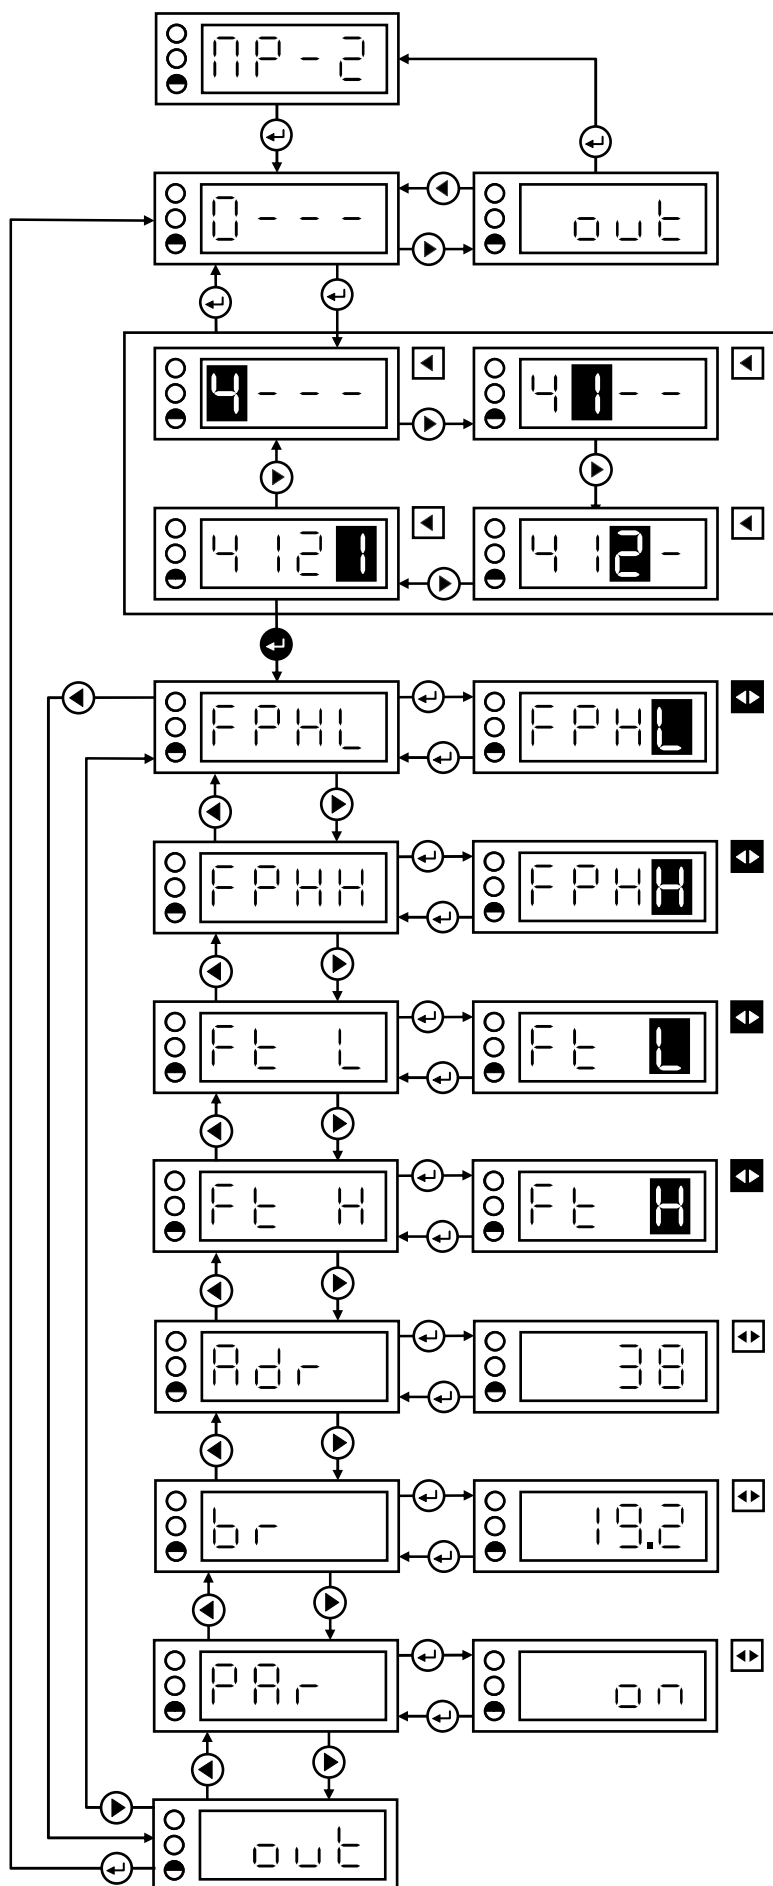 ПР-2
0---
out
4---
41--
4121
412-
FPHL
FPHL
FPHH
FPHH
Ft L
Ft L
Ft H
Ft H
Adr
38
br
19.2
PAr
on
out